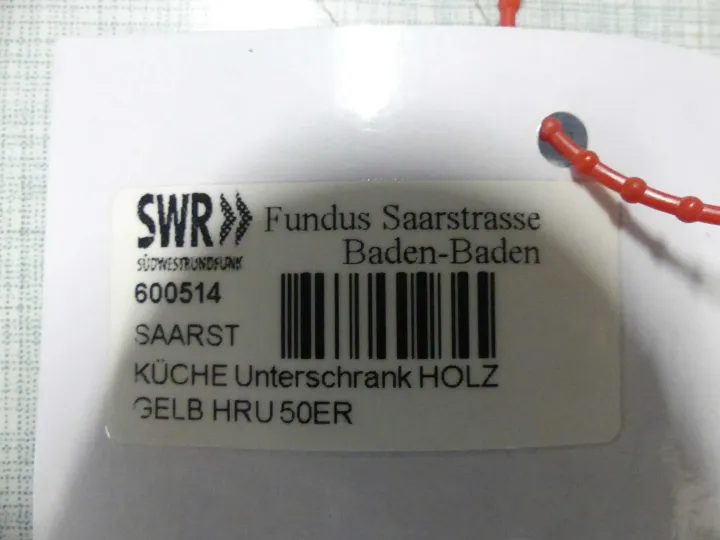 SWR» Fundus Saarstrasse
SÜDWESTRUNDFUNK Baden-Baden
600514
SAARST
KÜCHE Unterschrank HOLZ
GELB HRU 50ER